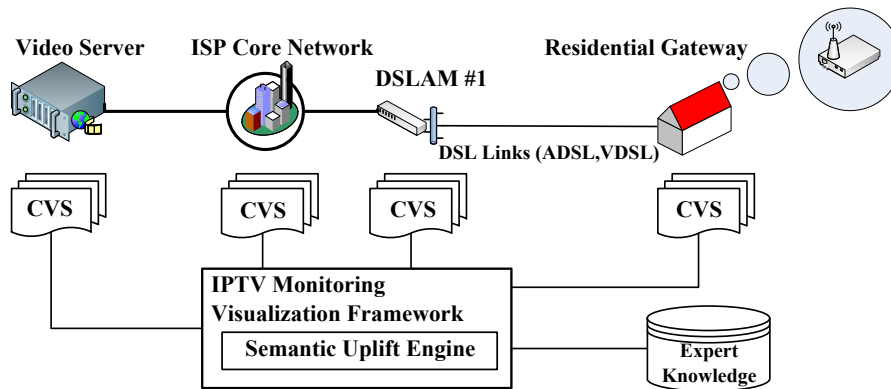 Video Server
ISP Core Network
Residential Gateway
DSLAM #1
DSL Links (ADSL,VDSL)
CVS
CVS
CVS
CVS
IPTV Monitoring
Visualization Framework
Semantic Uplift Engine
Expert
Knowledge